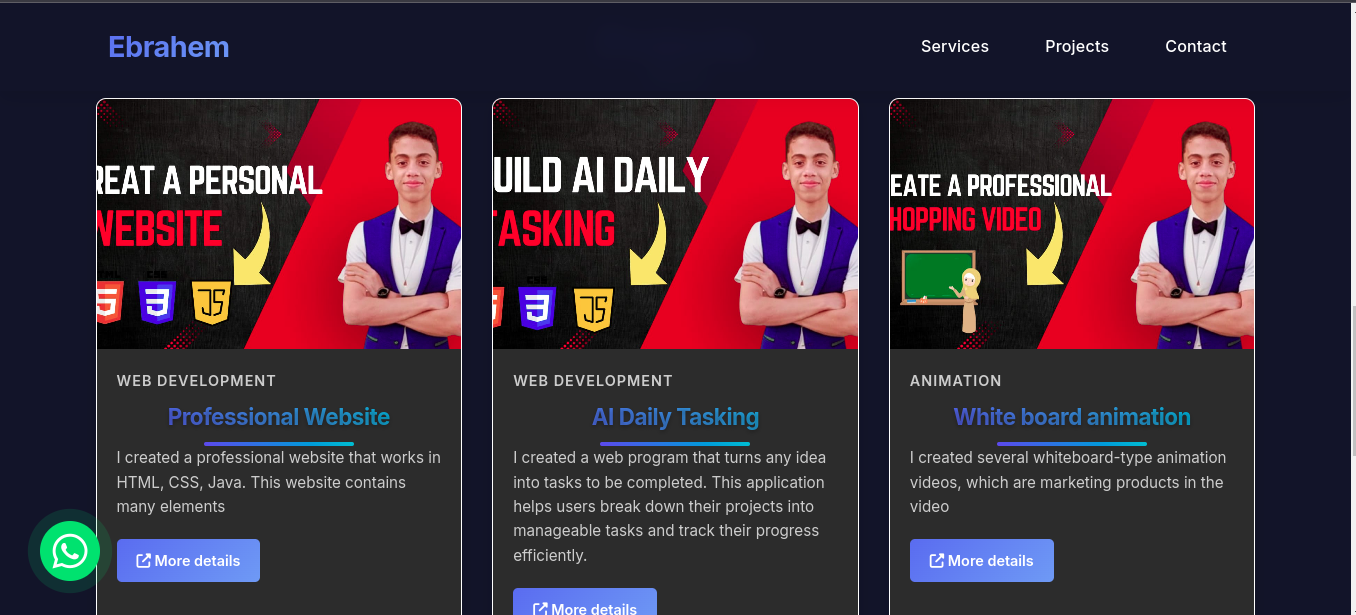 Ebrahem
Services
Projects
Contact
REAT A PERSONAL
WEBSITE
UILD AI DAILY
TASKING
EATE A PROFESSIONAL
HOPPING VIDEO
CSS
JS
JS
WEB DEVELOPMENT
Professional Website
I created a professional website that works in
HTML, CSS, Java. This website contains
many elements
More details
WEB DEVELOPMENT
AI Daily Tasking
I created a web program that turns any idea
into tasks to be completed. This application
helps users break down their projects into
manageable tasks and track their progress
efficiently.
More details
ANIMATION
White board animation
I created several whiteboard-type animation
videos, which are marketing products in the
video
More details